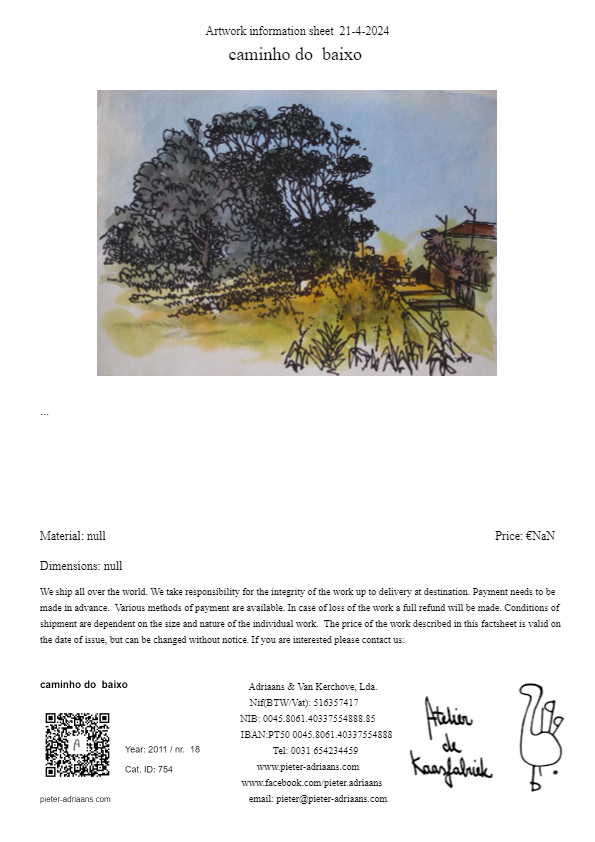 Artwork information sheet  21-4-2024
caminho do  baixo
...
Material: null
Price: €NaN
Dimensions: null
We ship all over the world. We take responsibility for the integrity of the work up to delivery at destination. Payment needs to be
made in advance.  Various methods of payment are available. In case of loss of the work a full refund will be made. Conditions of
shipment are dependent on the size and nature of the individual work.  The price of the work described in this factsheet is valid on
the date of issue, but can be changed without notice. If you are interested please contact us:
caminho do  baixo
A
Year: 2011 / nr.  18
Cat. ID: 754
pieter-adriaans.com
Adriaans & Van Kerchove, Lda.
Nif(BTW/Vat): 516357417
NIB: 0045.8061.40337554888.85
IBAN:PT50 0045.8061.40337554888
Tel: 0031 654234459
www.pieter-adriaans.com
www.facebook.com/pieter.adriaans
email: pieter@pieter-adriaans.com
Atelier
de
Kaasfabriek